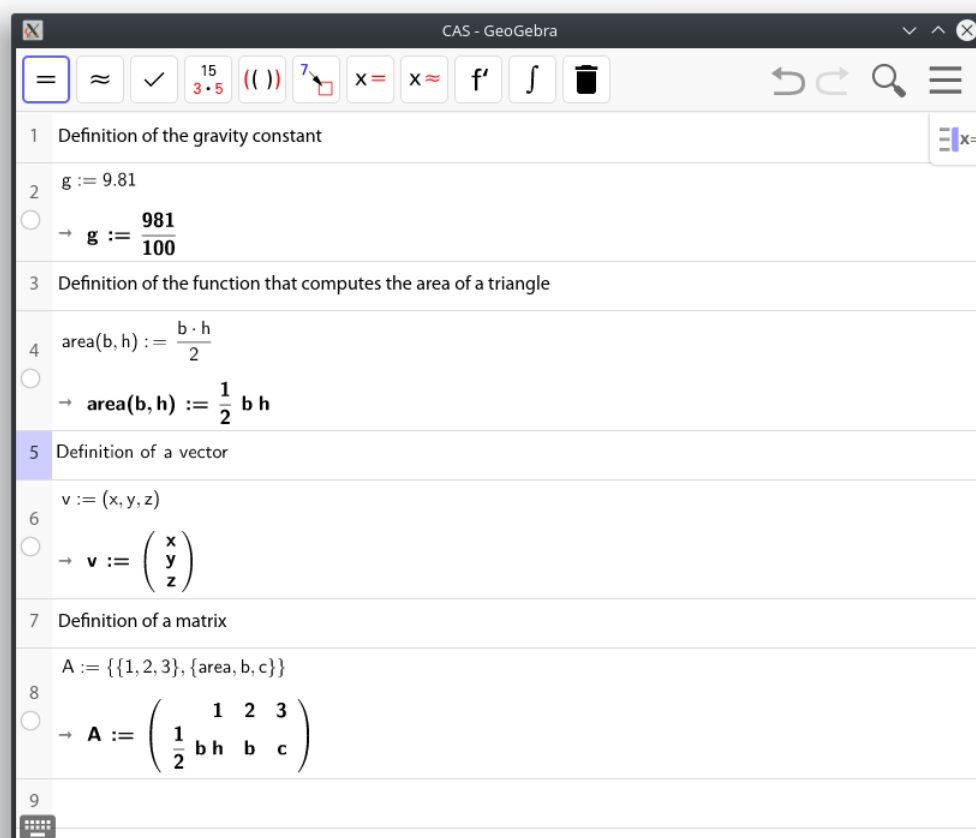 CAS - GeoGebra
= ≈ ✓ 15 3·5 (( )) 7 x= x≈ f′ ∫
1 Definition of the gravity constant
x=
2 g := 9.81
→ g := 981/100
3 Definition of the function that computes the area of a triangle
4 area(b, h) := b · h/2
→ area(b, h) := 1/2 b h
5 Definition of a vector
6 v := (x, y, z)
→ v := (x
y
z)
7 Definition of a matrix
8 A := {{1, 2, 3}, {area, b, c}}
→ A := (1 2 3
1/2 b h b c)
9